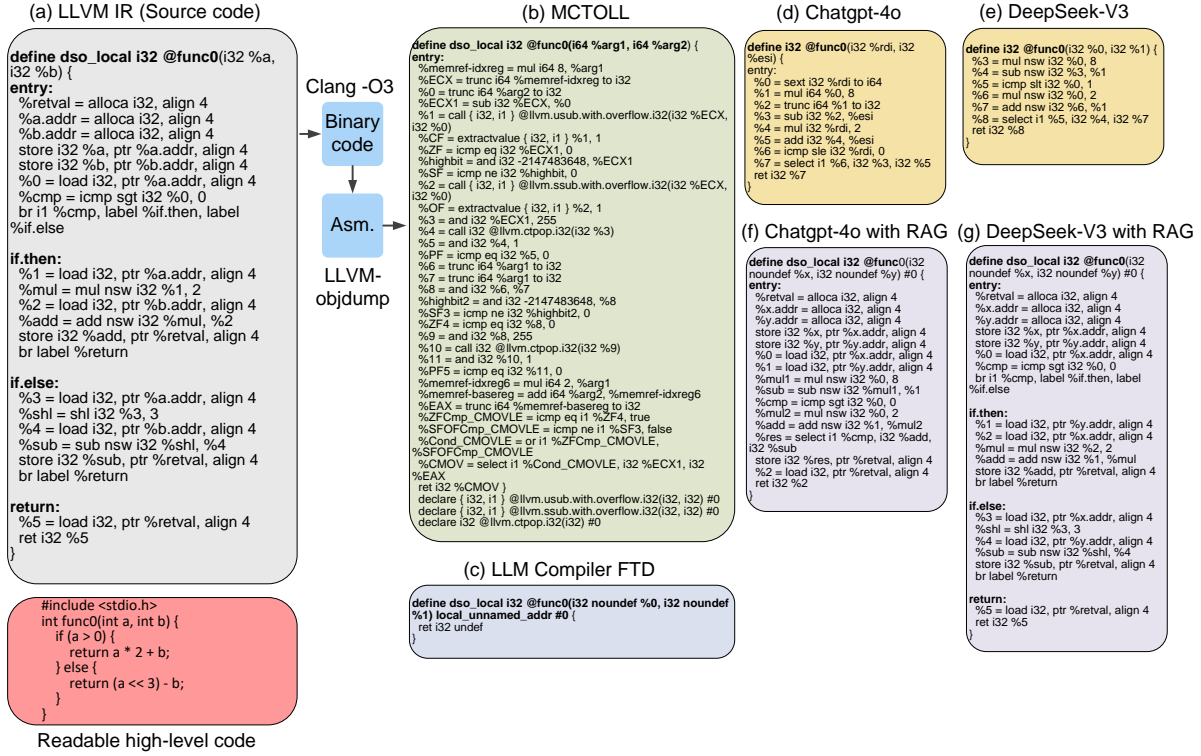 (a) LLVM IR (Source code)
define dso_local i32 @func0(i32 %a,
i32 %b) {
entry:
%retval = alloca i32, align 4
%a.addr = alloca i32, align 4
%b.addr = alloca i32, align 4
store i32 %a, ptr %a.addr, align 4
store i32 %b, ptr %b.addr, align 4
%0 = load i32, ptr %a.addr, align 4
%cmp = icmp sgt i32 %0, 0
br i1 %cmp, label %if.then, label
%if.else
if.then:
%1 = load i32, ptr %a.addr, align 4
%mul = mul nsw i32 %1, 2
%2 = load i32, ptr %b.addr, align 4
%add = add nsw i32 %mul, %2
store i32 %add, ptr %retval, align 4
br label %return
if.else:
%3 = load i32, ptr %a.addr, align 4
%shl = shl i32 %3, 3
%4 = load i32, ptr %b.addr, align 4
%sub = sub nsw i32 %shl, %4
store i32 %sub, ptr %retval, align 4
br label %return
return:
%5 = load i32, ptr %retval, align 4
ret i32 %5
}
#include <stdio.h>
int func0(int a, int b) {
if (a > 0) {
return a * 2 + b;
} else {
return (a << 3) - b;
}
}
Readable high-level code
Clang -O3
Binary
code
Asm.
LLVM-
objdump
(b) MCTOLL
define dso_local i32 @func0(i64 %arg1, i64 %arg2) {
entry:
%memref-idxreg = mul i64 8, %arg1
%ECX = trunc i64 %memref-idxreg to i32
%0 = trunc i64 %arg2 to i32
%ECX1 = sub i32 %ECX, %0
%1 = call { i32, i1 } @llvm.usub.with.overflow.i32(i32 %ECX,
i32 %0)
%CF = extractvalue { i32, i1 } %1, 1
%ZF = icmp eq i32 %ECX1, 0
%highbit = and i32 -2147483648, %ECX1
%SF = icmp ne i32 %highbit, 0
%2 = call { i32, i1 } @llvm.ssub.with.overflow.i32(i32 %ECX,
i32 %0)
%OF = extractvalue { i32, i1 } %2, 1
%3 = and i32 %ECX1, 255
%4 = call i32 @llvm.ctpop.i32(i32 %3)
%5 = and i32 %4, 1
%PF = icmp eq i32 %5, 0
%6 = trunc i64 %arg1 to i32
%7 = trunc i64 %arg1 to i32
%8 = and i32 %6, %7
%highbit2 = and i32 -2147483648, %8
%SF3 = icmp ne i32 %highbit2, 0
%ZF4 = icmp eq i32 %8, 0
%9 = and i32 %8, 255
%10 = call i32 @llvm.ctpop.i32(i32 %9)
%11 = and i32 %10, 1
%PF5 = icmp eq i32 %11, 0
%memref-idxreg6 = mul i64 2, %arg1
%memref-basereg = add i64 %arg2, %memref-idxreg6
%EAX = trunc i64 %memref-basereg to i32
%ZFCmp_CMOVLE = icmp eq i1 %ZF4, true
%SFOFCmp_CMOVLE = icmp ne i1 %SF3, false
%Cond_CMOVLE = or i1 %ZFCmp_CMOVLE,
%SFOFCmp_CMOVLE
%CMOV = select i1 %Cond_CMOVLE, i32 %ECX1, i32
%EAX
ret i32 %CMOV }
declare { i32, i1 } @llvm.usub.with.overflow.i32(i32, i32) #0
declare { i32, i1 } @llvm.ssub.with.overflow.i32(i32, i32) #0
declare i32 @llvm.ctpop.i32(i32) #0
(c) LLM Compiler FTD
define dso_local i32 @func0(i32 noundef %0, i32 noundef
%1) local_unnamed_addr #0 {
ret i32 undef
}
(d) Chatgpt-4o
define i32 @func0(i32 %rdi, i32
%esi) {
entry:
%0 = sext i32 %rdi to i64
%1 = mul i64 %0, 8
%2 = trunc i64 %1 to i32
%3 = sub i32 %2, %esi
%4 = mul i32 %rdi, 2
%5 = add i32 %4, %esi
%6 = icmp sle i32 %rdi, 0
%7 = select i1 %6, i32 %3, i32 %5
ret i32 %7
}
(e) DeepSeek-V3
define i32 @func0(i32 %0, i32 %1) {
%3 = mul nsw i32 %0, 8
%4 = sub nsw i32 %3, %1
%5 = icmp slt i32 %0, 1
%6 = mul nsw i32 %0, 2
%7 = add nsw i32 %6, %1
%8 = select i1 %5, i32 %4, i32 %7
ret i32 %8
}
(f) Chatgpt-4o with RAG
define dso_local i32 @func0(i32
noundef %x, i32 noundef %y) #0 {
entry:
%retval = alloca i32, align 4
%x.addr = alloca i32, align 4
%y.addr = alloca i32, align 4
store i32 %x, ptr %x.addr, align 4
store i32 %y, ptr %y.addr, align 4
%0 = load i32, ptr %x.addr, align 4
%1 = load i32, ptr %y.addr, align 4
%mul1 = mul nsw i32 %0, 8
%sub = sub nsw i32 %mul1, %1
%cmp = icmp sgt i32 %0, 0
%mul2 = mul nsw i32 %0, 2
%add = add nsw i32 %1, %mul2
%res = select i1 %cmp, i32 %add,
i32 %sub
store i32 %res, ptr %retval, align 4
%2 = load i32, ptr %retval, align 4
ret i32 %2
}
(g) DeepSeek-V3 with RAG
define dso_local i32 @func0(i32
noundef %x, i32 noundef %y) #0 {
entry:
%retval = alloca i32, align 4
%x.addr = alloca i32, align 4
%y.addr = alloca i32, align 4
store i32 %x, ptr %x.addr, align 4
store i32 %y, ptr %y.addr, align 4
%0 = load i32, ptr %x.addr, align 4
%cmp = icmp sgt i32 %0, 0
br i1 %cmp, label %if.then, label
%if.else
if.then:
%1 = load i32, ptr %y.addr, align 4
%2 = load i32, ptr %x.addr, align 4
%mul = mul nsw i32 %2, 2
%add = add nsw i32 %1, %mul
store i32 %add, ptr %retval, align 4
br label %return
if.else:
%3 = load i32, ptr %x.addr, align 4
%shl = shl i32 %3, 3
%4 = load i32, ptr %y.addr, align 4
%sub = sub nsw i32 %shl, %4
store i32 %sub, ptr %retval, align 4
br label %return
return:
%5 = load i32, ptr %retval, align 4
ret i32 %5
}